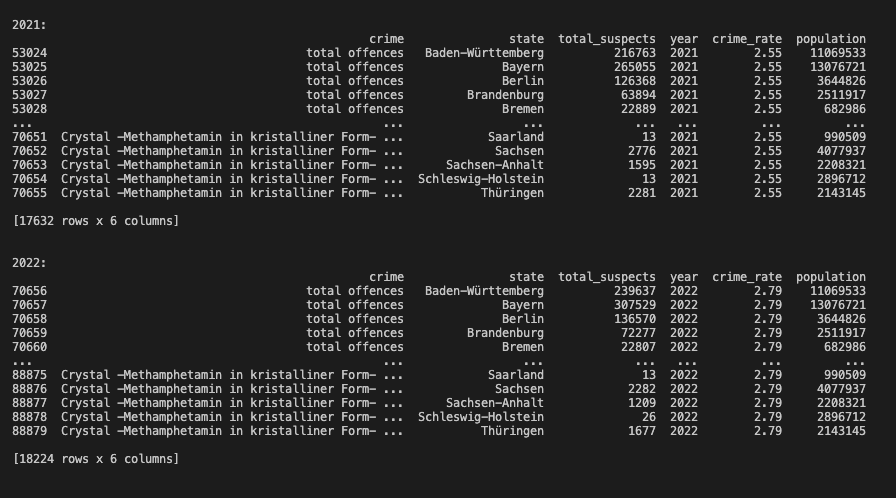 2021:
crime state total_suspects year crime_rate population
53024 total offences Baden-Württemberg 216763 2021 2.55 11069533
53025 total offences Bayern 265055 2021 2.55 13076721
53026 total offences Berlin 126368 2021 2.55 3644826
53027 total offences Brandenburg 63894 2021 2.55 2511917
53028 total offences Bremen 22889 2021 2.55 682986
... ... ... ... ... ... ...
70651 Crystal -Methamphetamin in kristalliner Form- ... Saarland 13 2021 2.55 990509
70652 Crystal -Methamphetamin in kristalliner Form- ... Sachsen 2776 2021 2.55 4077937
70653 Crystal -Methamphetamin in kristalliner Form- ... Sachsen-Anhalt 1595 2021 2.55 2208321
70654 Crystal -Methamphetamin in kristalliner Form- ... Schleswig-Holstein 13 2021 2.55 2896712
70655 Crystal -Methamphetamin in kristalliner Form- ... Thüringen 2281 2021 2.55 2143145
[17632 rows x 6 columns]
2022:
crime state total_suspects year crime_rate population
70656 total offences Baden-Württemberg 239637 2022 2.79 11069533
70657 total offences Bayern 307529 2022 2.79 13076721
70658 total offences Berlin 136570 2022 2.79 3644826
70659 total offences Brandenburg 72277 2022 2.79 2511917
70660 total offences Bremen 22807 2022 2.79 682986
... ... ... ... ... ... ...
88875 Crystal -Methamphetamin in kristalliner Form- ... Saarland 13 2022 2.79 990509
88876 Crystal -Methamphetamin in kristalliner Form- ... Sachsen 2282 2022 2.79 4077937
88877 Crystal -Methamphetamin in kristalliner Form- ... Sachsen-Anhalt 1209 2022 2.79 2208321
88878 Crystal -Methamphetamin in kristalliner Form- ... Schleswig-Holstein 26 2022 2.79 2896712
88879 Crystal -Methamphetamin in kristalliner Form- ... Thüringen 1677 2022 2.79 2143145
[18224 rows x 6 columns]